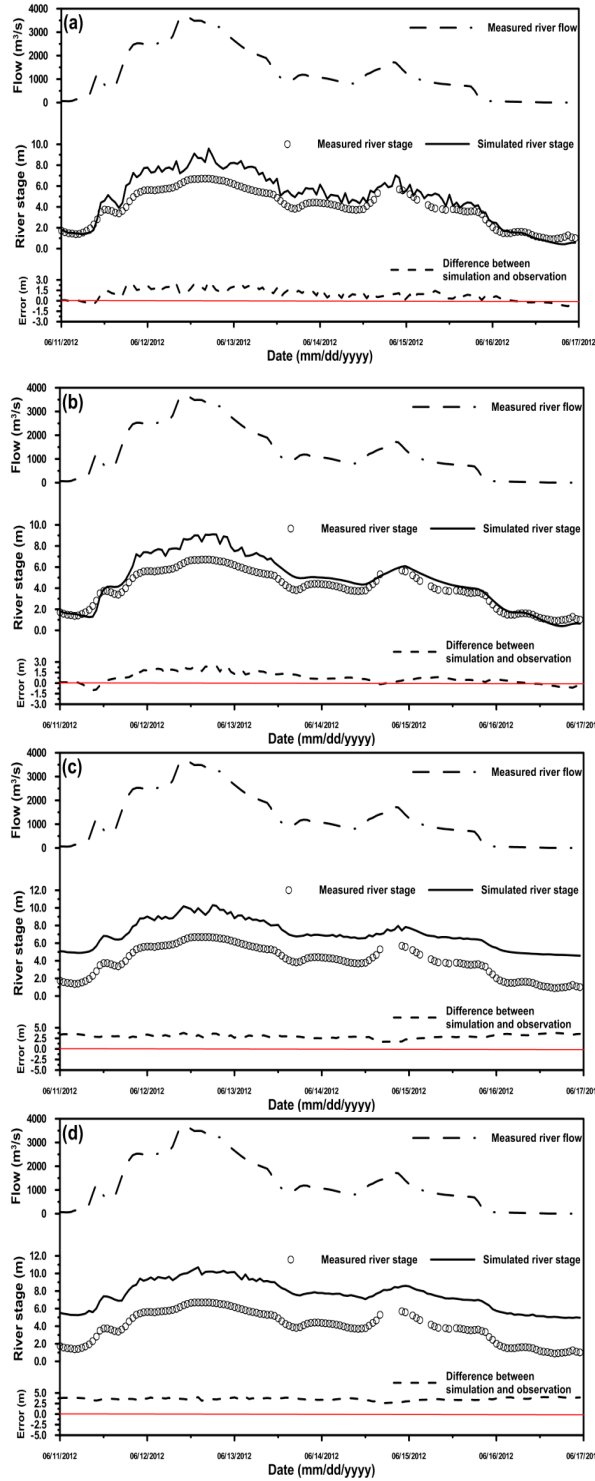 (a)
Flow (m³/s)
4000
3000
2000
1000
0
Measured river flow
River stage (m)
10.0
8.0
6.0
4.0
2.0
0.0
Measured river stage
Simulated river stage
Error (m)
3.0
1.5
0.0
-1.5
-3.0
Difference between
simulation and observation
06/11/2012 06/12/2012 06/13/2012 06/14/2012 06/15/2012 06/16/2012 06/17/2012
Date (mm/dd/yyyy)
(b)
Flow (m³/s)
4000
3000
2000
1000
0
Measured river flow
River stage (m)
10.0
8.0
6.0
4.0
2.0
0.0
Measured river stage
Simulated river stage
Error (m)
3.0
1.5
0.0
-1.5
-3.0
Difference between
simulation and observation
06/11/2012 06/12/2012 06/13/2012 06/14/2012 06/15/2012 06/16/2012 06/17/2012
Date (mm/dd/yyyy)
(c)
Flow (m³/s)
4000
3000
2000
1000
0
Measured river flow
River stage (m)
12.0
10.0
8.0
6.0
4.0
2.0
0.0
Measured river stage
Simulated river stage
Error (m)
5.0
2.5
0.0
-2.5
-5.0
Difference between
simulation and observation
06/11/2012 06/12/2012 06/13/2012 06/14/2012 06/15/2012 06/16/2012 06/17/2012
Date (mm/dd/yyyy)
(d)
Flow (m³/s)
4000
3000
2000
1000
0
Measured river flow
River stage (m)
12.0
10.0
8.0
6.0
4.0
2.0
0.0
Measured river stage
Simulated river stage
Error (m)
5.0
2.5
0.0
-2.5
-5.0
Difference between
simulation and observation
06/11/2012 06/12/2012 06/13/2012 06/14/2012 06/15/2012 06/16/2012 06/17/2012
Date (mm/dd/yyyy)